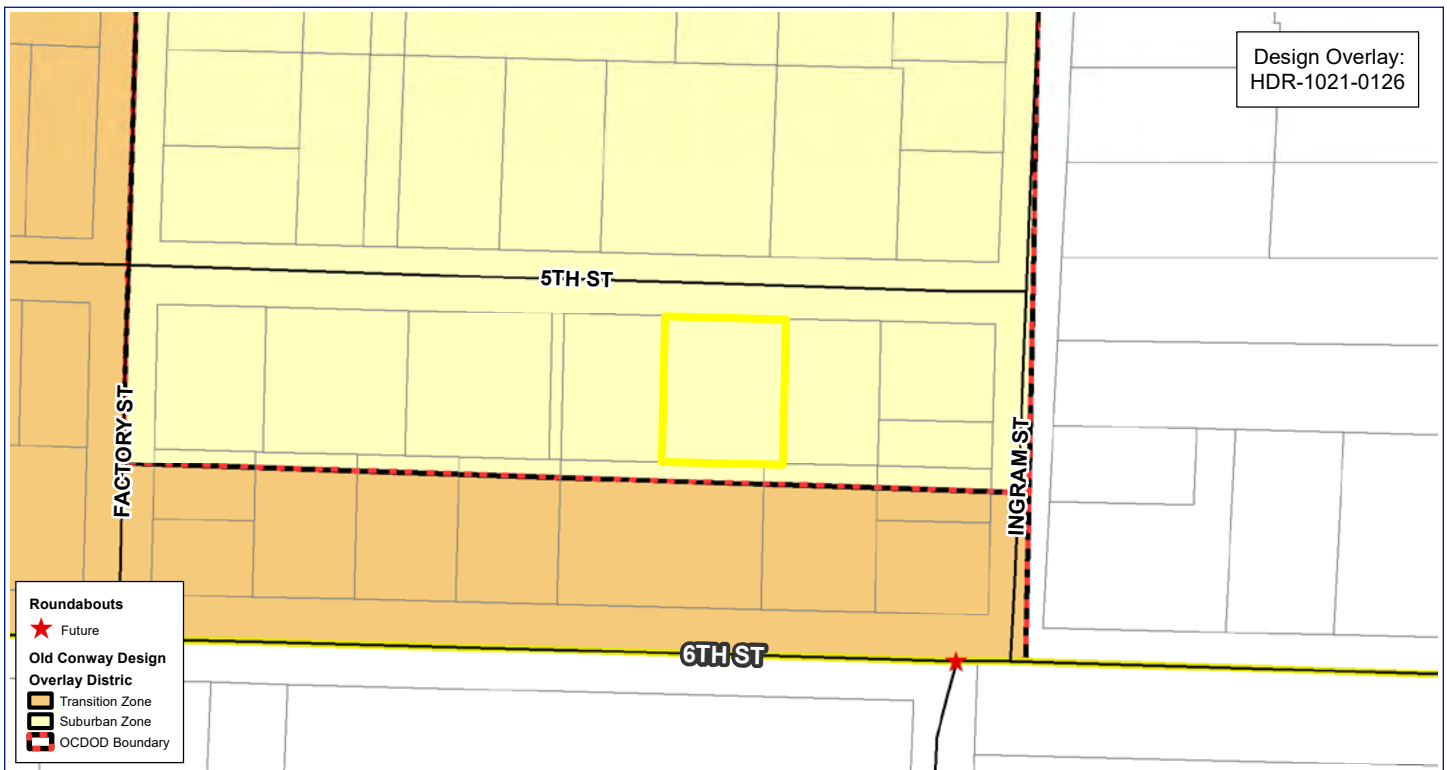 Design Overlay:
HDR-1021-0126
5TH ST
FACTORY ST
INGRAM ST
6TH ST
Roundabouts
Future
Old Conway Design
Overlay Distric
Transition Zone
Suburban Zone
OCDOD Boundary